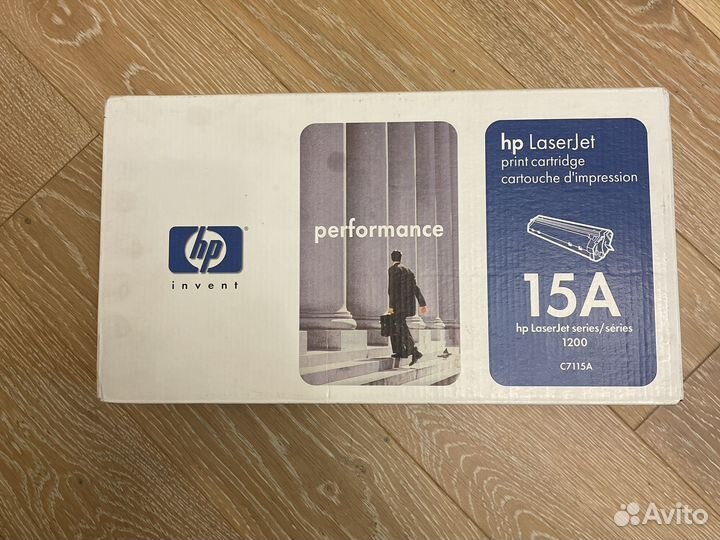 hp
invent
performance
hp LaserJet
print cartridge
cartouche d'impression
15A
hp LaserJet series/séries
1200
C7115A
Avito